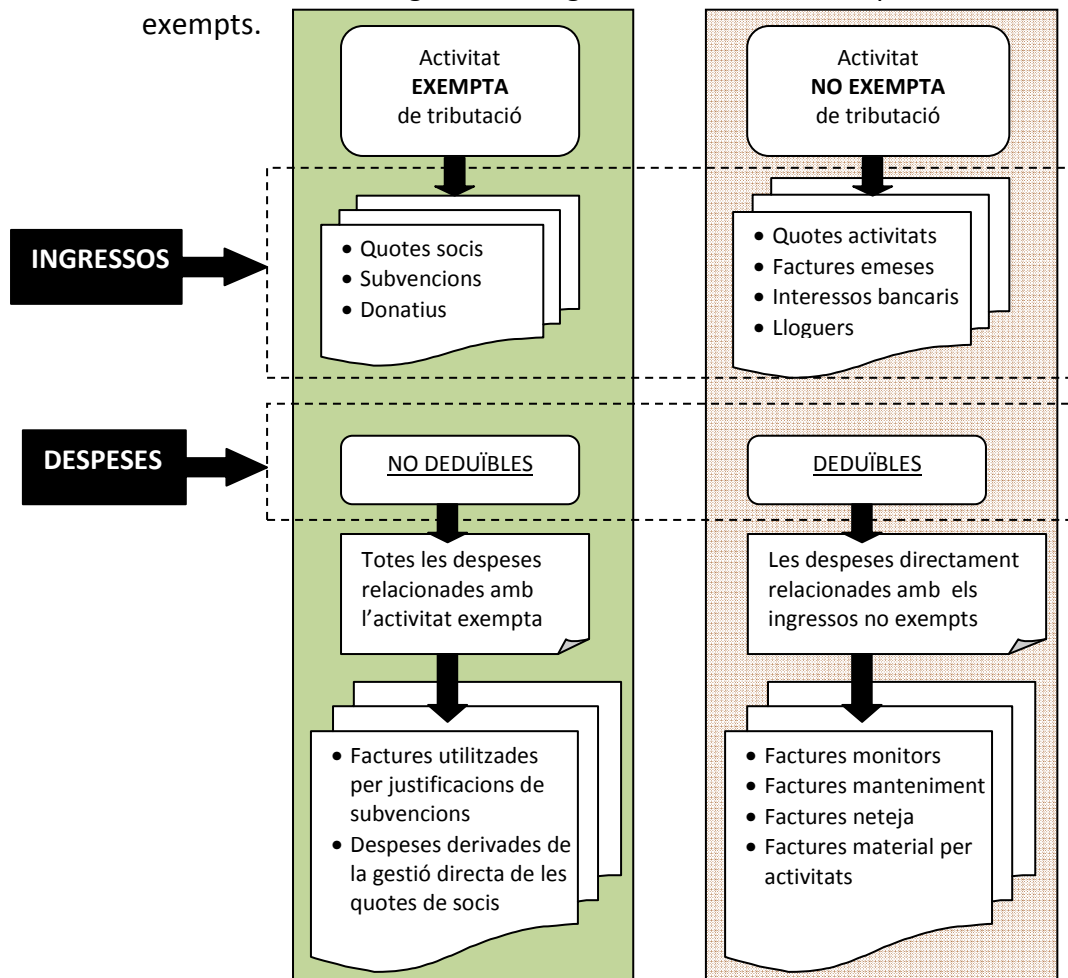 exempts.
Activitat
EXEMPTA
de tributació
Activitat
NO EXEMPTA
de tributació
INGRESSOS
• Quotes socis
• Subvencions
• Donatius
• Quotes activitats
• Factures emeses
• Interessos bancaris
• Lloguers
DESPESES
NO DEDUÏBLES
DEDUÏBLES
Totes les despeses
relacionades amb
l’activitat exempta
Les despeses directament
relacionades amb els
ingressos no exempts
• Factures utilitzades
per justificacions de
subvencions
• Despeses derivades de
la gestió directa de les
quotes de socis
• Factures monitors
• Factures manteniment
• Factures neteja
• Factures material per
activitats